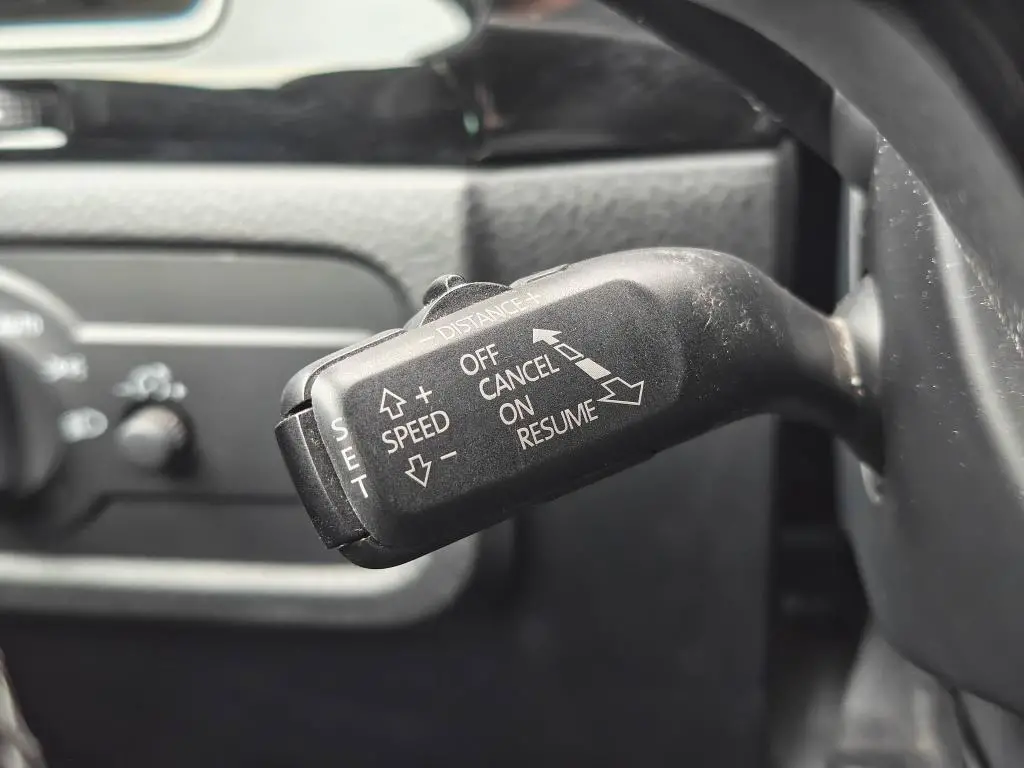 − DISTANCE +
OFF
CANCEL
ON
RESUME
+
SPEED
−
SET